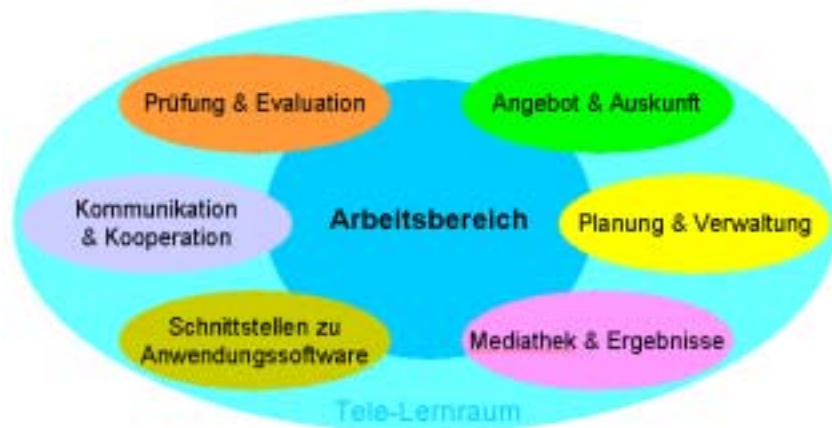 Prüfung & Evaluation
Angebot & Auskunft
Kommunikation
& Kooperation
Arbeitsbereich
Planung & Verwaltung
Schnittstellen zu
Anwendungssoftware
Mediathek & Ergebnisse
Tele-Lernraum